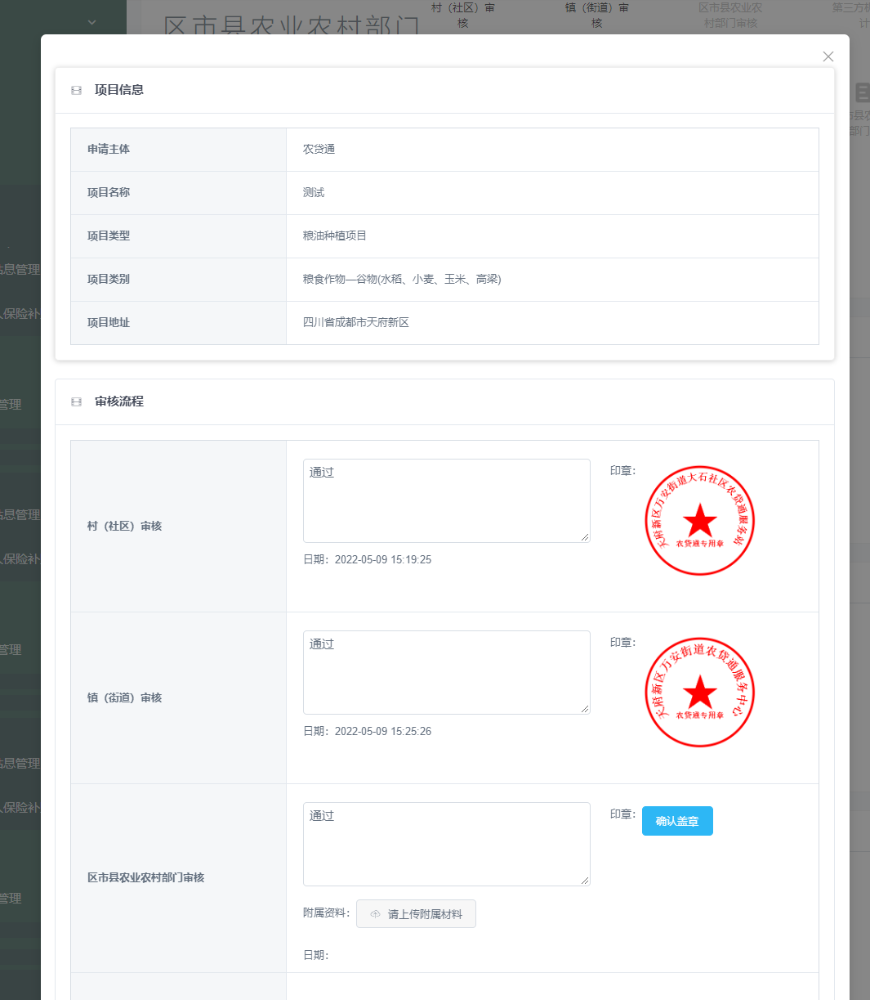 区市县农业农村部门
村（社区）审
核
镇（街道）审
核
区市县农业农
村部门审核
第三方机
计
市县农
部门
息管理
人保险补
管理
息管理
人保险补
管理
息管理
人保险补
管理
项目信息
申请主体 农贷通
项目名称 测试
项目类型 粮油种植项目
项目类别 粮食作物—谷物(水稻、小麦、玉米、高粱)
项目地址 四川省成都市天府新区
审核流程
村（社区）审核
通过
日期：2022-05-09 15:19:25
印章：
天府新区万安街道大石社区农贷通服务站
农贷通专用章
镇（街道）审核
通过
日期：2022-05-09 15:25:26
印章：
天府新区万安街道农贷通服务中心
农贷通专用章
区市县农业农村部门审核
通过
印章：
确认盖章
附属资料：
请上传附属材料
日期：